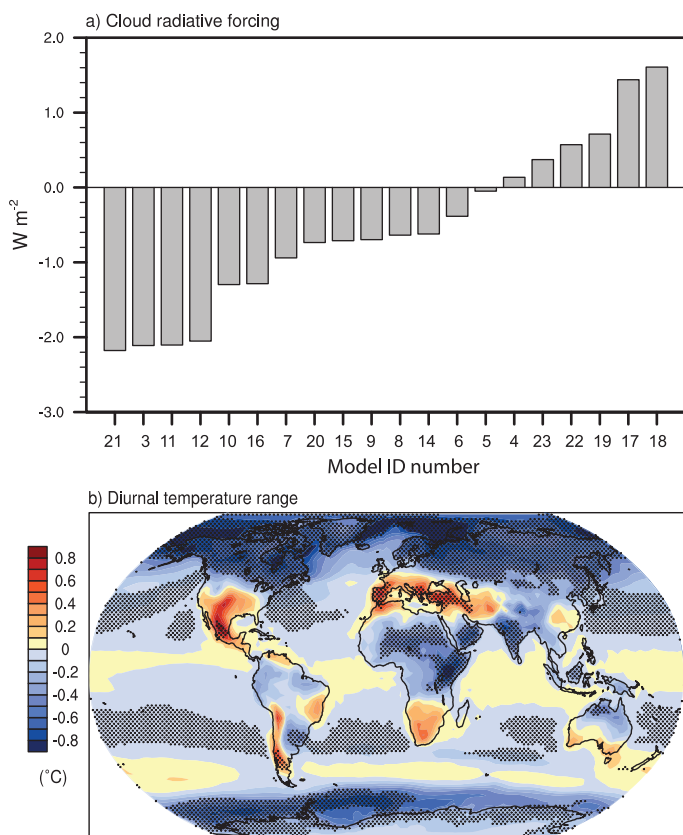 a) Cloud radiative forcing
2.0
1.0
0.0
-1.0
-2.0
-3.0
W m-2
21 3 11 12 10 16 7 20 15 9 8 14 6 5 4 23 22 19 17 18
Model ID number
b) Diurnal temperature range
0.8
0.6
0.4
0.2
0
-0.2
-0.4
-0.6
-0.8
(°C)